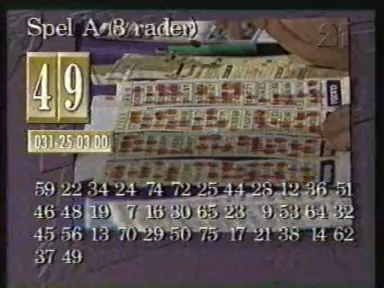 Spel A (3 rader)
49
031-25 03 00
59 22 34 24 74 72 25 44 28 12 36 51
46 48 19 7 16 30 65 23 9 53 64 32
45 56 13 70 29 50 75 17 21 38 14 62
37 49